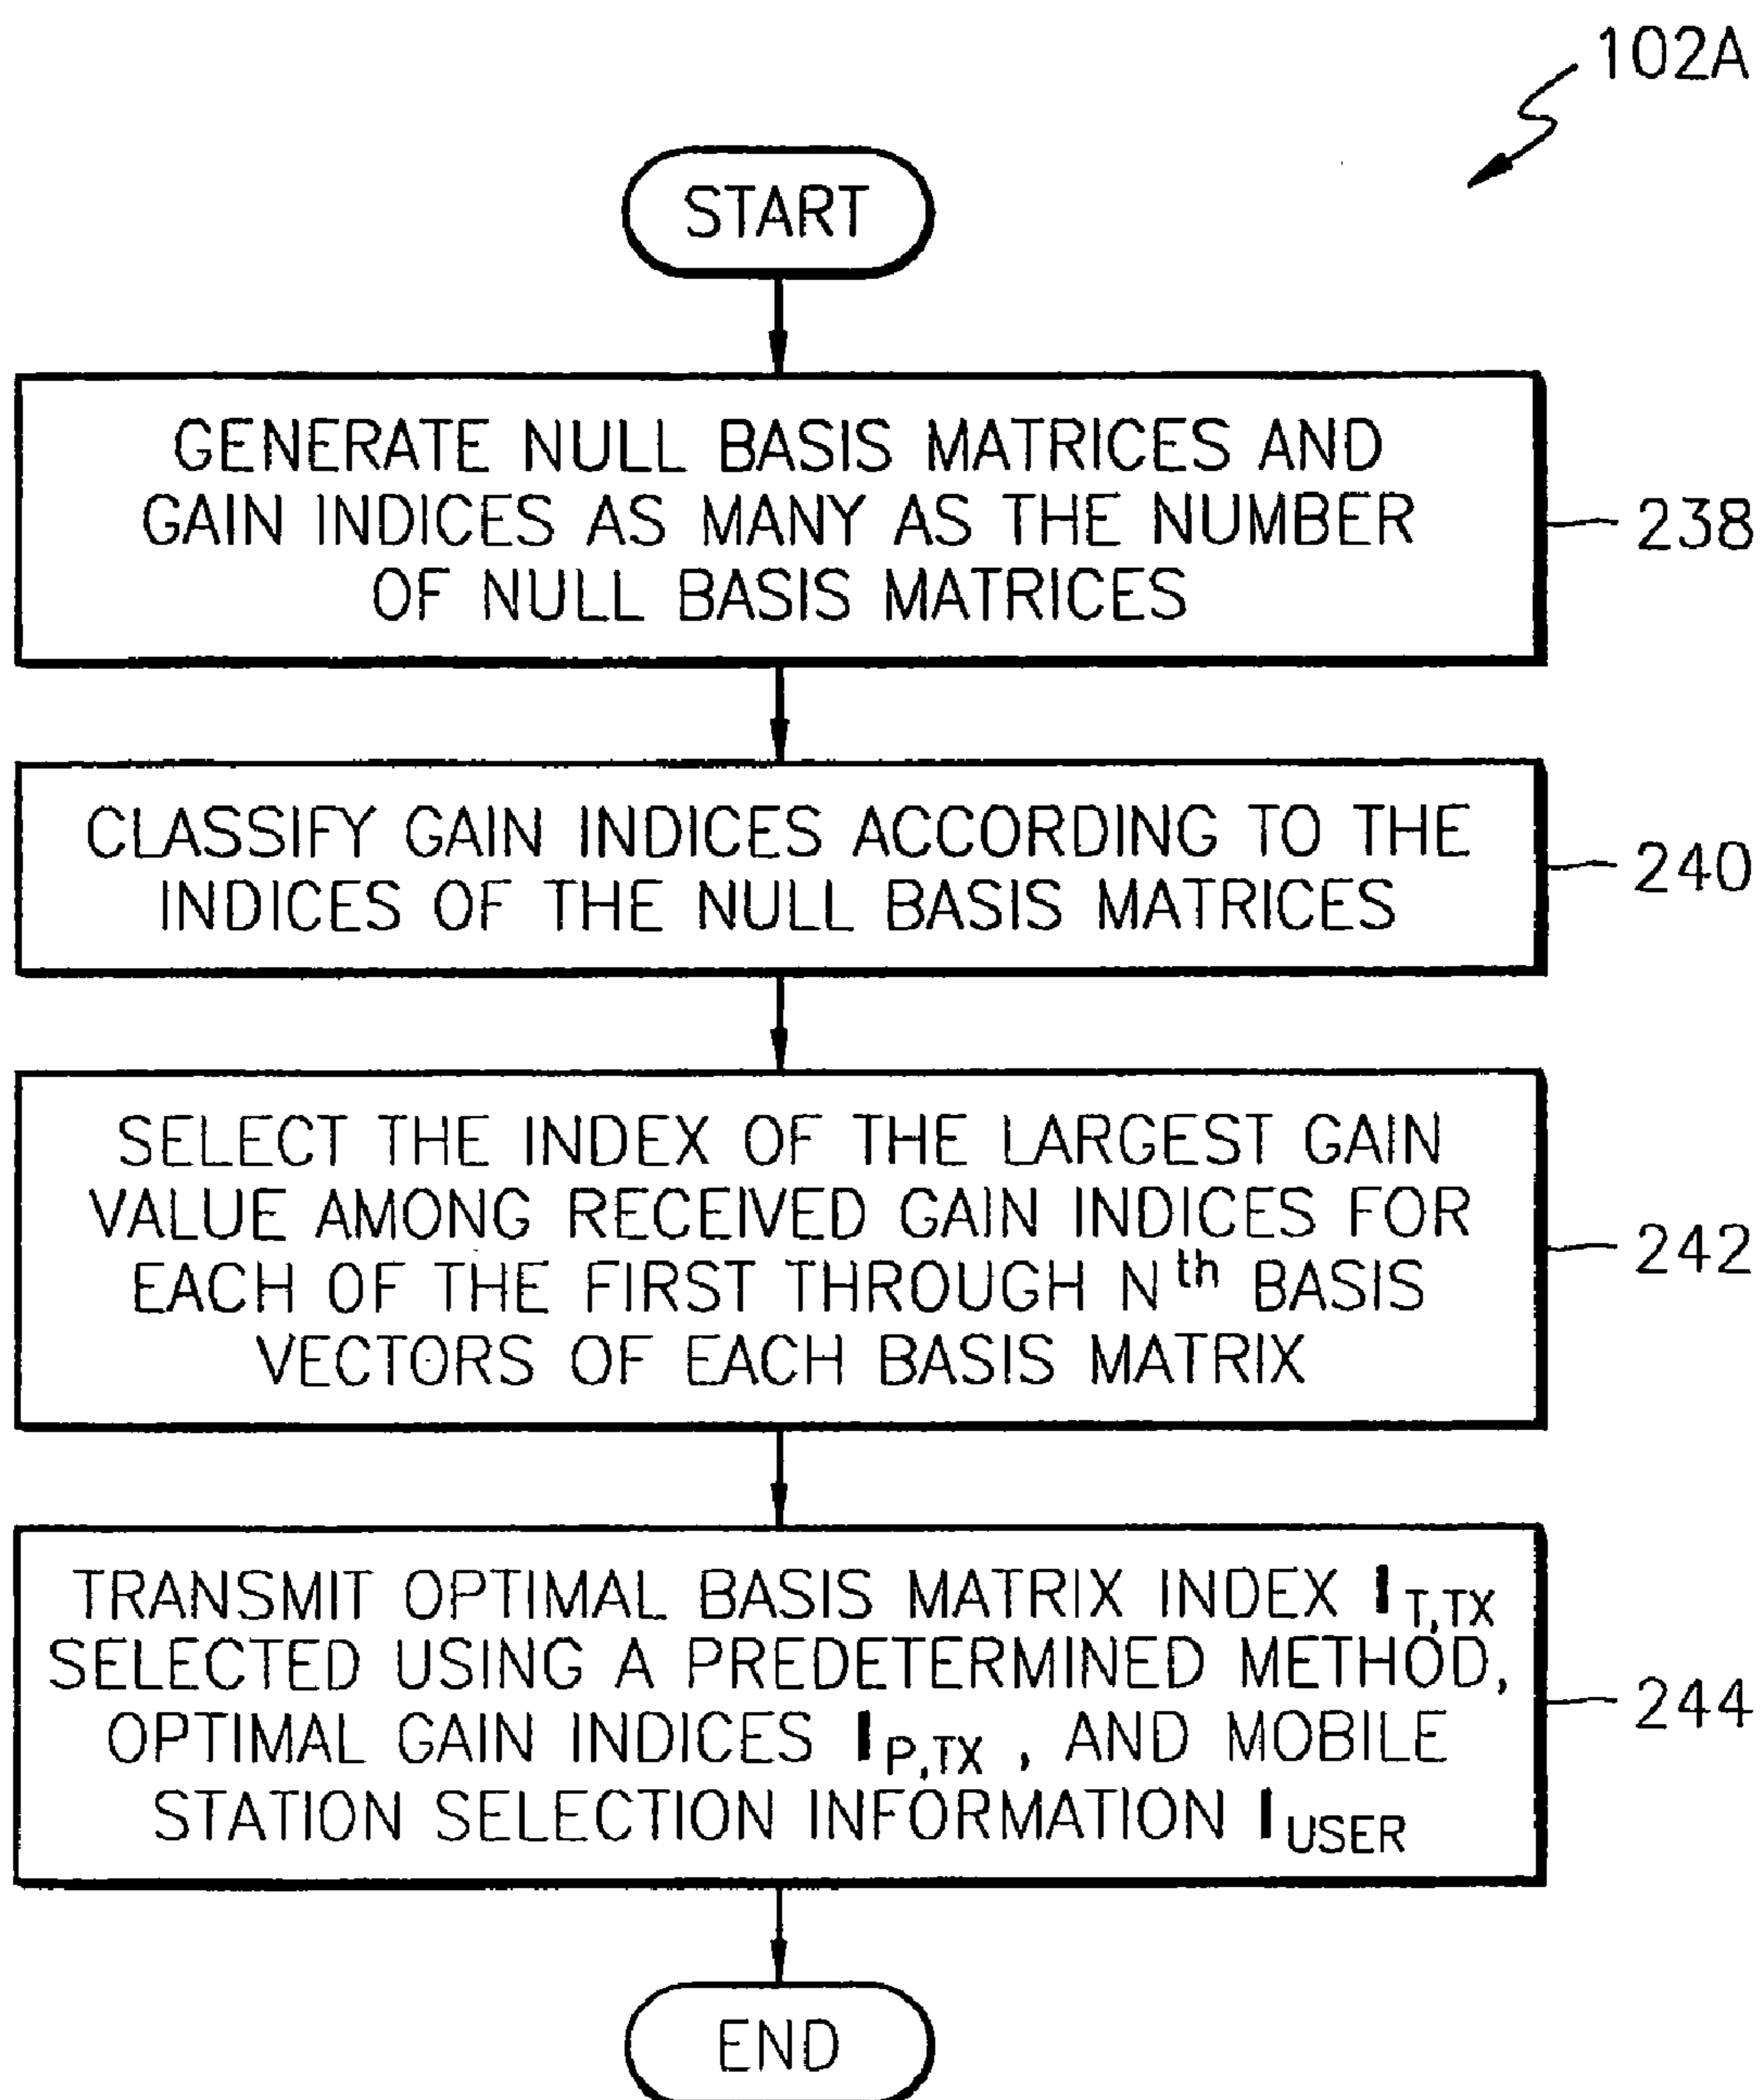 102A
START
GENERATE NULL BASIS MATRICES AND
GAIN INDICES AS MANY AS THE NUMBER
OF NULL BASIS MATRICES
238
CLASSIFY GAIN INDICES ACCORDING TO THE
INDICES OF THE NULL BASIS MATRICES
240
SELECT THE INDEX OF THE LARGEST GAIN
VALUE AMONG RECEIVED GAIN INDICES FOR
EACH OF THE FIRST THROUGH Nth BASIS
VECTORS OF EACH BASIS MATRIX
242
TRANSMIT OPTIMAL BASIS MATRIX INDEX IT,TX
SELECTED USING A PREDETERMINED METHOD,
OPTIMAL GAIN INDICES IP,TX , AND MOBILE
STATION SELECTION INFORMATION IUSER
244
END